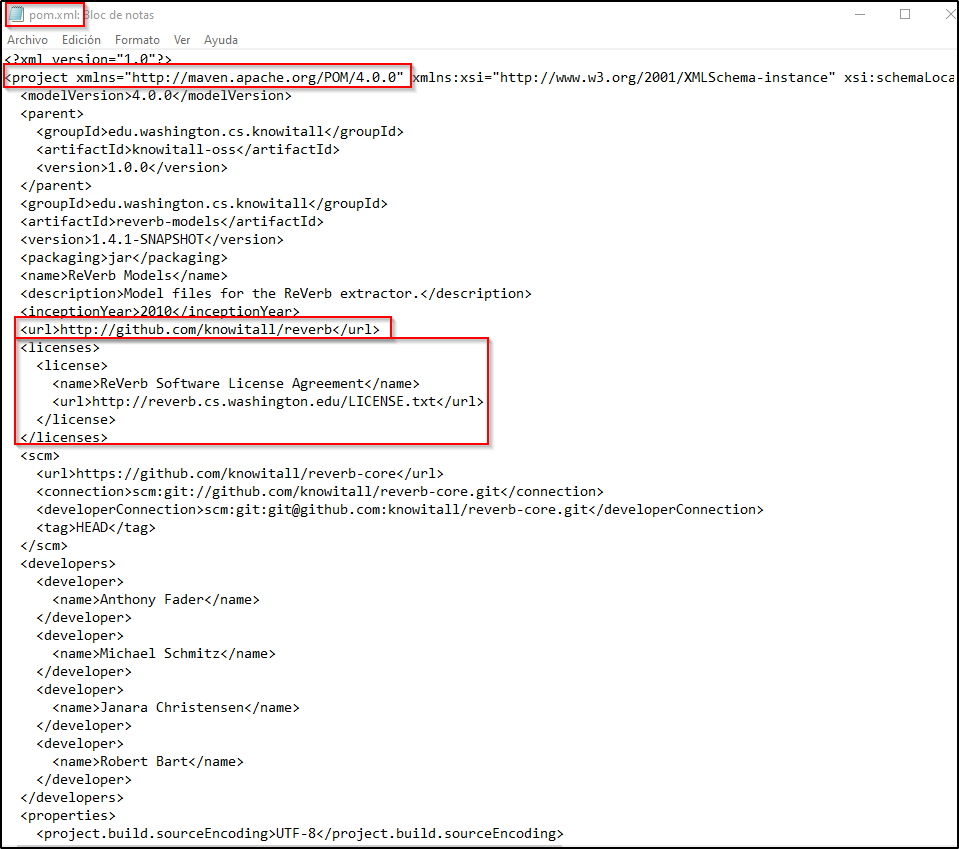 pom.xml: Bloc de notas
Archivo Edición Formato Ver Ayuda
<?xml version="1.0"?>
<project xmlns="http://maven.apache.org/POM/4.0.0" xmlns:xsi="http://www.w3.org/2001/XMLSchema-instance" xsi:schemaLoca
<modelVersion>4.0.0</modelVersion>
<parent>
<groupId>edu.washington.cs.knowitall</groupId>
<artifactId>knowitall-oss</artifactId>
<version>1.0.0</version>
</parent>
<groupId>edu.washington.cs.knowitall</groupId>
<artifactId>reverb-models</artifactId>
<version>1.4.1-SNAPSHOT</version>
<packaging>jar</packaging>
<name>ReVerb Models</name>
<description>Model files for the ReVerb extractor.</description>
<inceptionYear>2010</inceptionYear>
<url>http://github.com/knowitall/reverb</url>
<licenses>
<license>
<name>ReVerb Software License Agreement</name>
<url>http://reverb.cs.washington.edu/LICENSE.txt</url>
</license>
</licenses>
<scm>
<url>https://github.com/knowitall/reverb-core</url>
<connection>scm:git://github.com/knowitall/reverb-core.git</connection>
<developerConnection>scm:git:git@github.com:knowitall/reverb-core.git</developerConnection>
<tag>HEAD</tag>
</scm>
<developers>
<developer>
<name>Anthony Fader</name>
</developer>
<developer>
<name>Michael Schmitz</name>
</developer>
<developer>
<name>Janara Christensen</name>
</developer>
<developer>
<name>Robert Bart</name>
</developer>
</developers>
<properties>
<project.build.sourceEncoding>UTF-8</project.build.sourceEncoding>